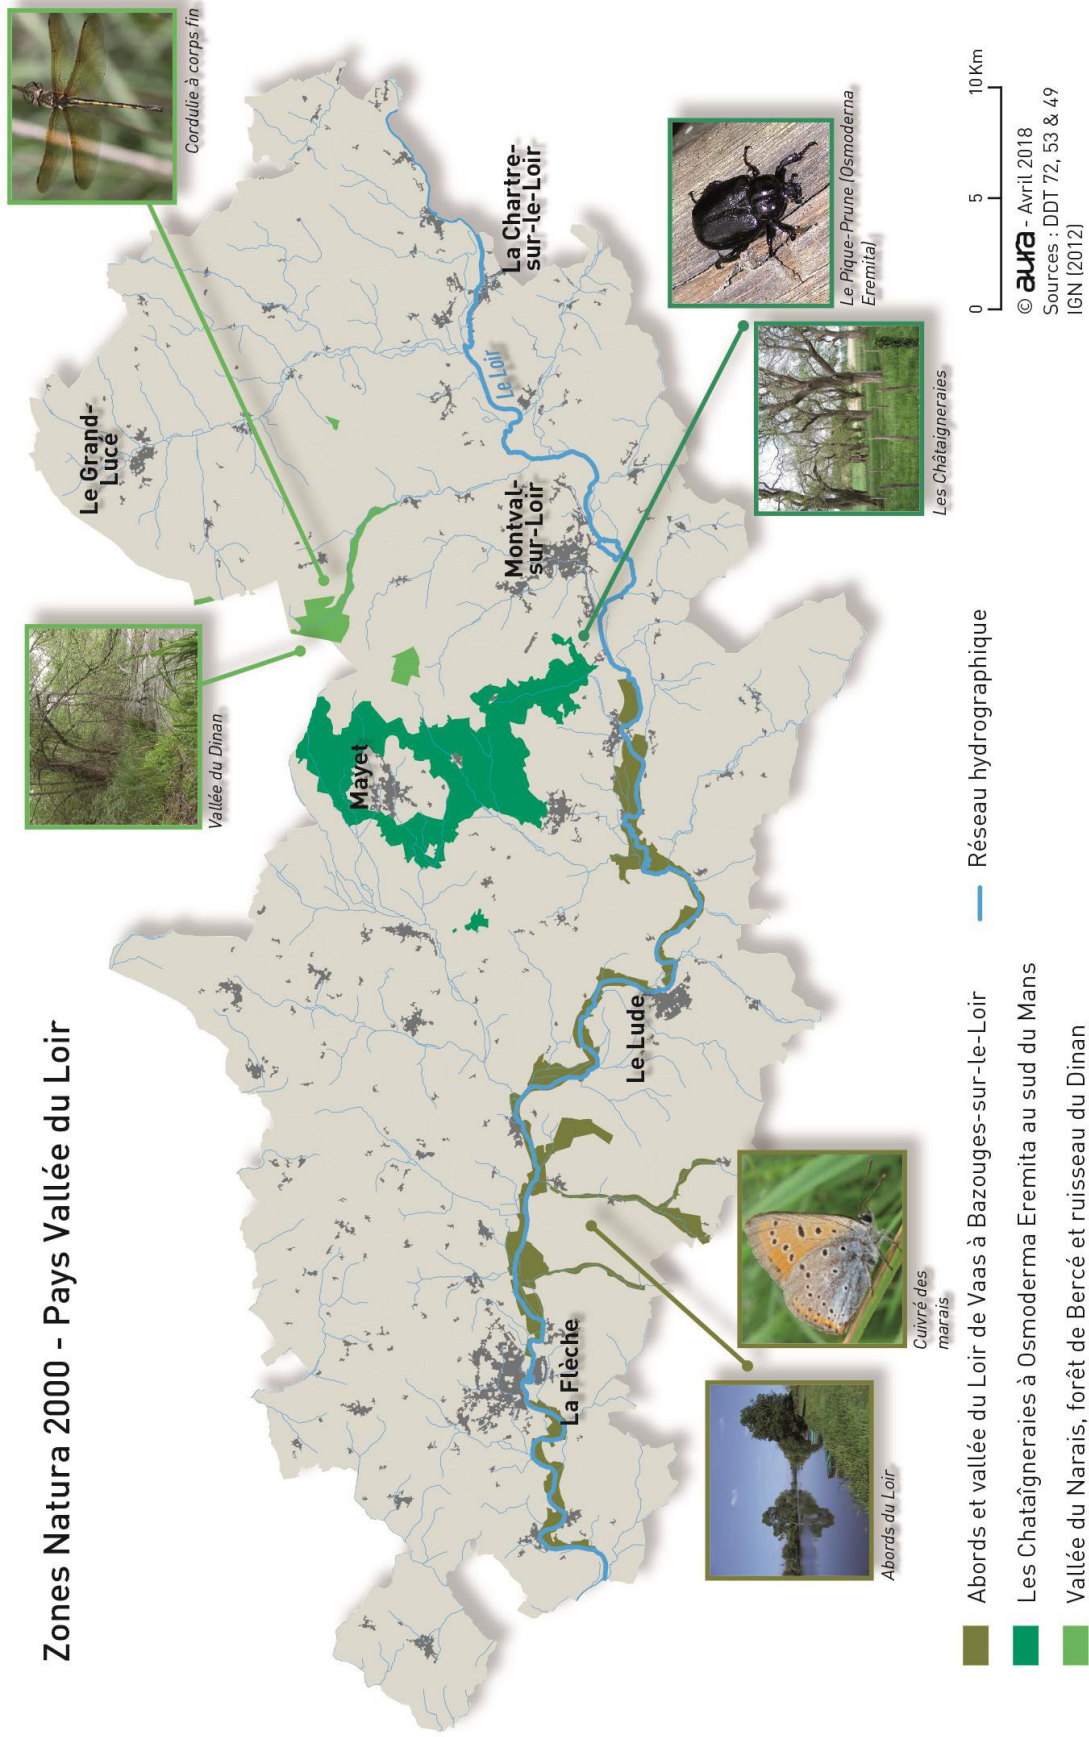 Zones Natura 2000 - Pays Vallée du Loir
Vallée du Dinan
Cordulie à corps fin
Le Grand-
Lucé
Mayet
La Chartre-
sur-le-Loir
Le Loir
Montval-
sur-Loir
La Flèche
Le Lude
Abords du Loir
Cuivré des
marais
Les Châtaigneraies
Le Pique-Prune (Osmoderna
Eremita)
Abords et vallée du Loir de Vaas à Bazouges-sur-le-Loir
Les Chataîgneraies à Osmoderma Eremita au sud du Mans
Vallée du Narais, forêt de Bercé et ruisseau du Dinan
Réseau hydrographique
0 5 10Km
© aura - Avril 2018
Sources : DDT 72, 53 & 49
IGN (2012)